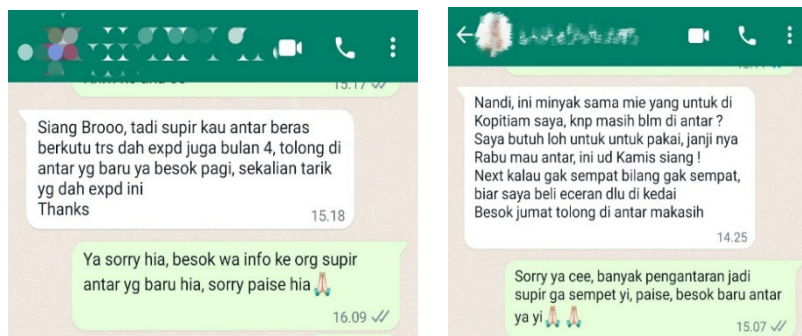 15.17
Siang Brooo, tadi supir kau antar beras
berkutu trs dah expd juga bulan 4, tolong di
antar yg baru ya besok pagi, sekalian tarik
yg dah expd ini
Thanks
15.18
Ya sorry hia, besok wa info ke org supir
antar yg baru hia, sorry paise hia 🙏🏻
16.09
Nandi, ini minyak sama mie yang untuk di
Kopitiam saya, knp masih blm di antar ?
Saya butuh loh untuk untuk pakai, janji nya
Rabu mau antar, ini ud Kamis siang !
Next kalau gak sempat bilang gak sempat,
biar saya beli eceran dlu di kedai
Besok jumat tolong di antar makasih
14.25
Sorry ya cee, banyak pengantaran jadi
supir ga sempet yi, paise, besok baru antar
ya yi 🙏🏻🙏🏻
15.07